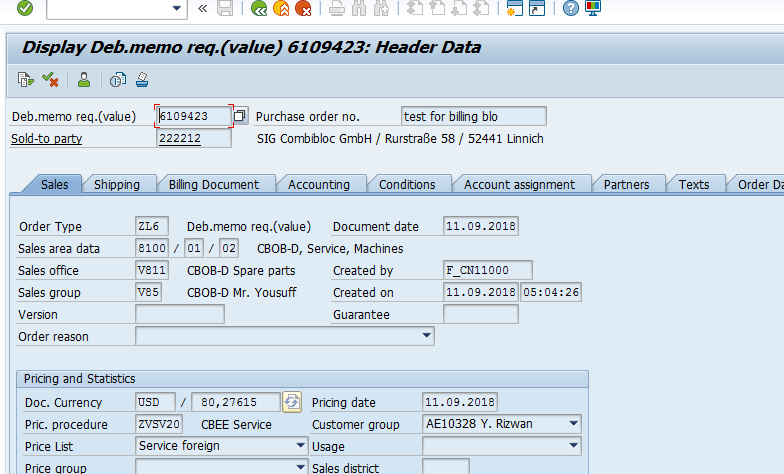 Display Deb.memo req.(value) 6109423: Header Data
Deb.memo req.(value) 6109423 Purchase order no. test for billing blo
Sold-to party 222212 SIG Combibloc GmbH / Rurstraße 58 / 52441 Linnich
Sales Shipping Billing Document Accounting Conditions Account assignment Partners Texts Order Da
Order Type ZL6 Deb.memo req.(value) Document date 11.09.2018
Sales area data 8100 / 01 / 02 CBOB-D, Service, Machines
Sales office V811 CBOB-D Spare parts Created by F_CN11000
Sales group V85 CBOB-D Mr. Yousuff Created on 11.09.2018 05:04:26
Version Guarantee
Order reason
Pricing and Statistics
Doc. Currency USD / 80,27615 Pricing date 11.09.2018
Pric. procedure ZVSV20 CBEE Service Customer group AE10328 Y. Rizwan
Price List Service foreign Usage
Price group Sales district